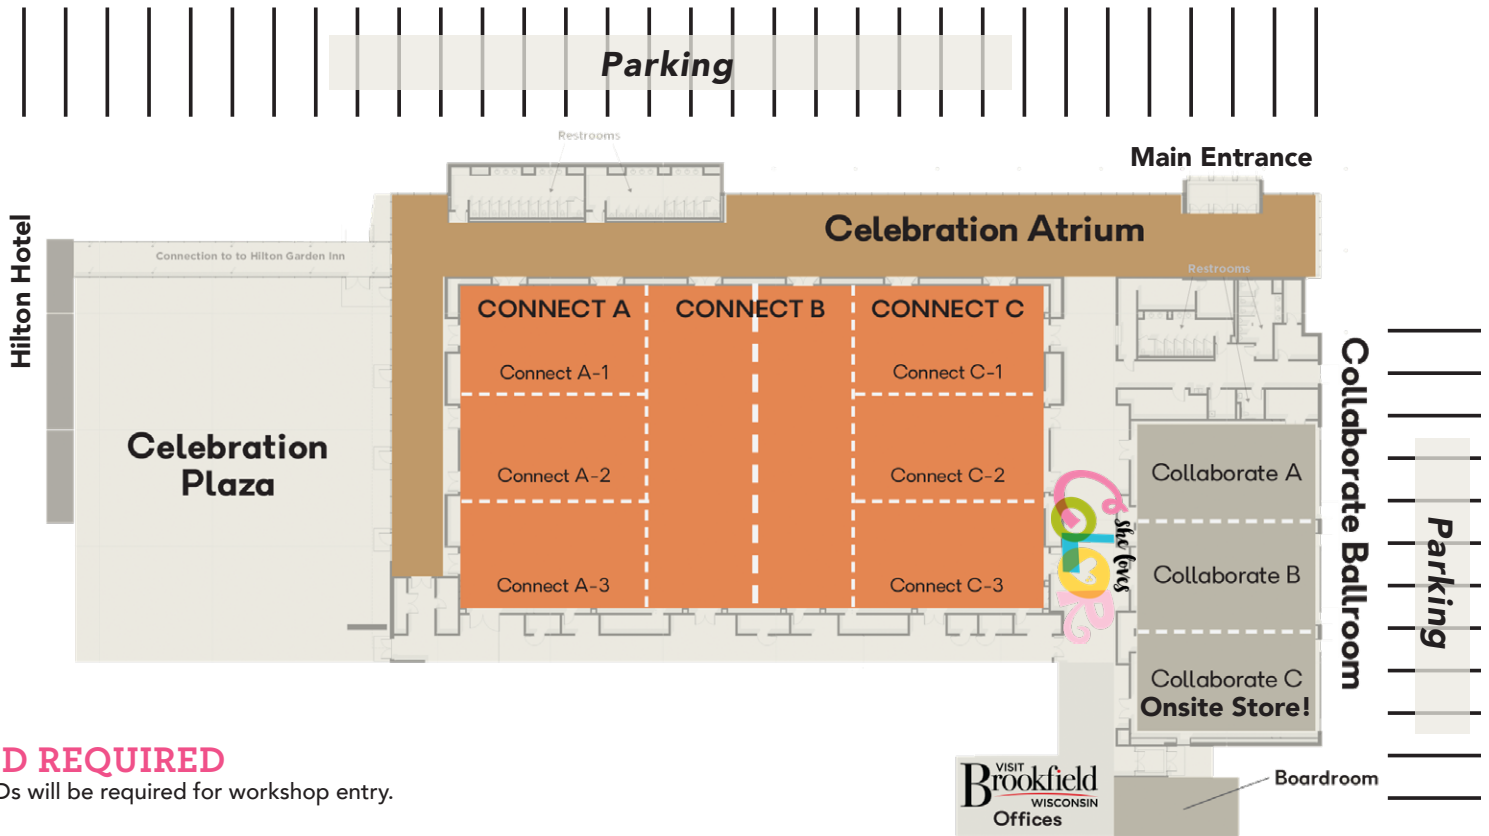 Parking
Restrooms
Main Entrance
Celebration Atrium
Hilton Hotel
Connection to to Hilton Garden Inn
Restrooms
CONNECT A
CONNECT B
CONNECT C
Connect A-1
Connect C-1
Celebration
Plaza
Connect A-2
Connect C-2
Connect A-3
Connect C-3
she loves
COLOR
Collaborate A
Collaborate B
Collaborate C
Onsite Store!
Collaborate Ballroom
Parking
D REQUIRED
Ds will be required for workshop entry.
VISIT
Brookfield
WISCONSIN
Offices
Boardroom